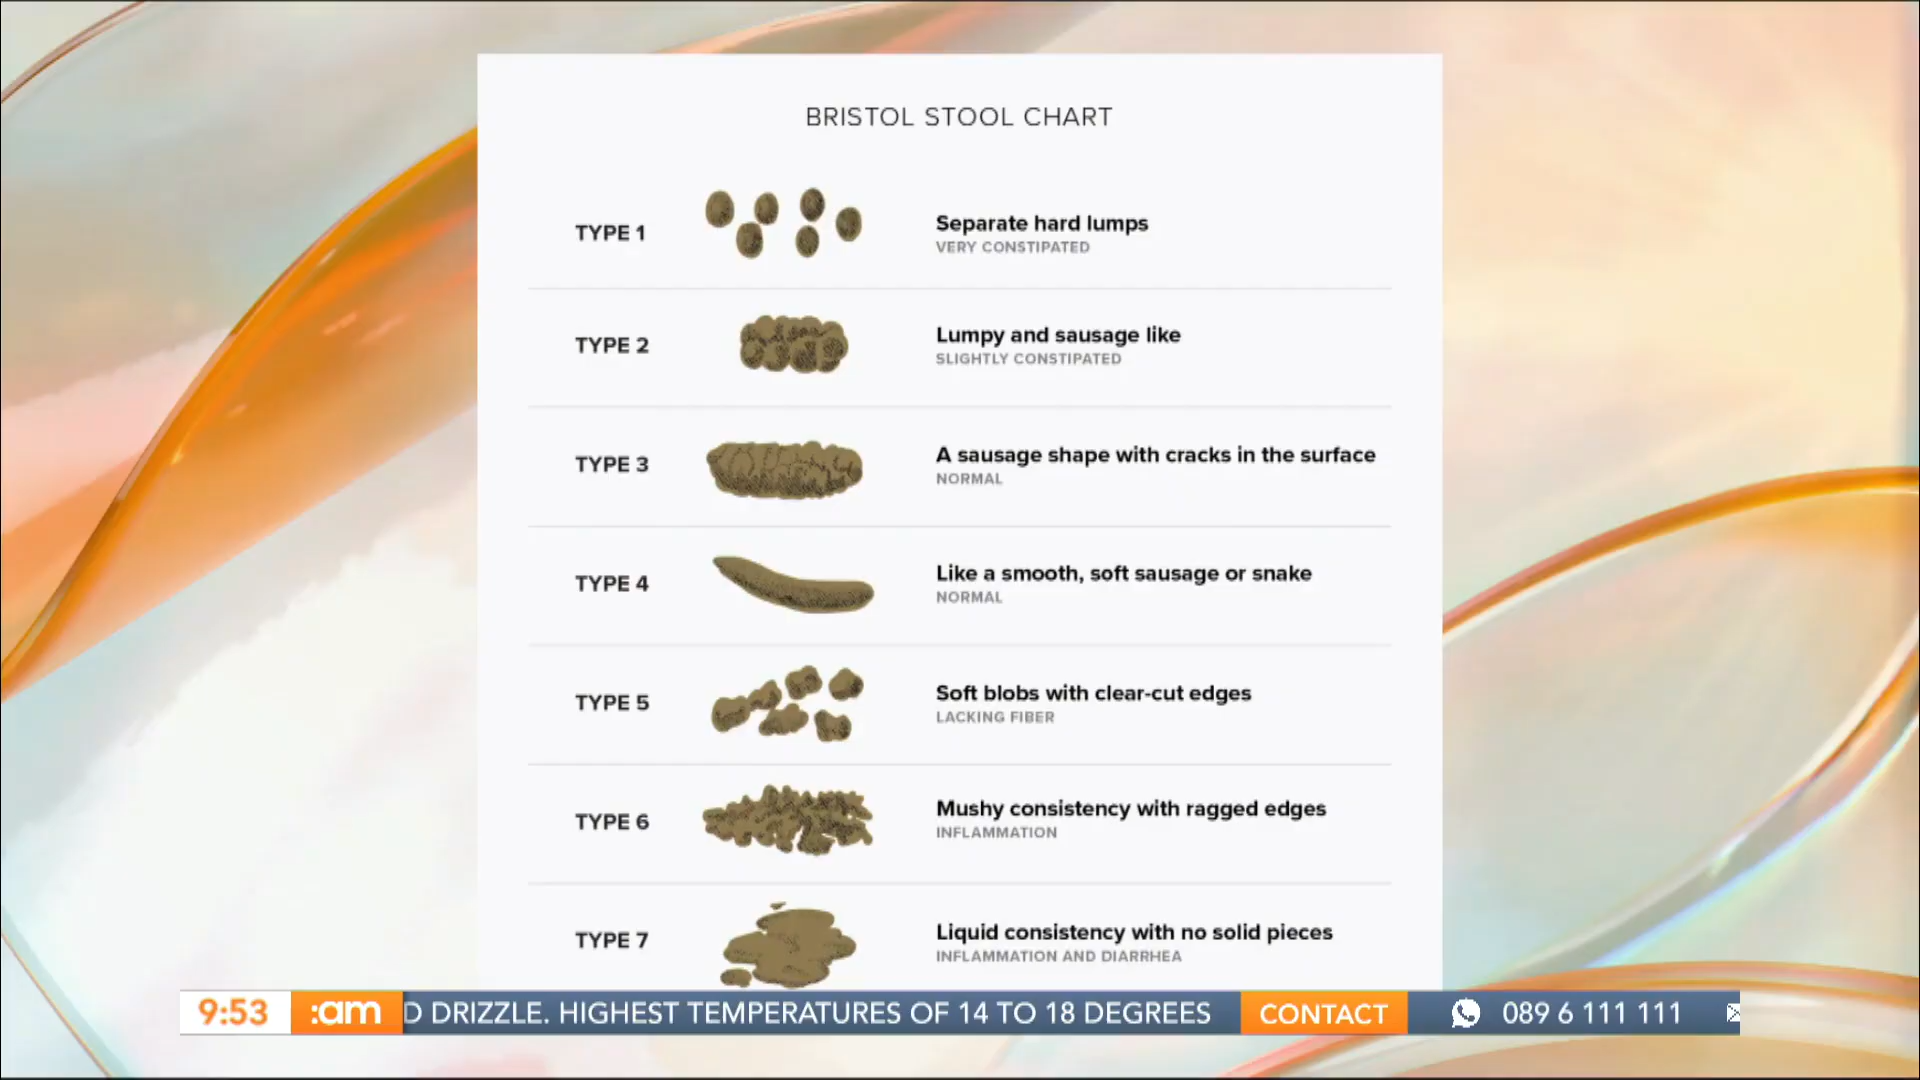 BRISTOL STOOL CHART
TYPE 1
Separate hard lumps
VERY CONSTIPATED
TYPE 2
Lumpy and sausage like
SLIGHTLY CONSTIPATED
TYPE 3
A sausage shape with cracks in the surface
NORMAL
TYPE 4
Like a smooth, soft sausage or snake
NORMAL
TYPE 5
Soft blobs with clear-cut edges
LACKING FIBER
TYPE 6
Mushy consistency with ragged edges
INFLAMMATION
TYPE 7
Liquid consistency with no solid pieces
INFLAMMATION AND DIARRHEA
9:53 :am D DRIZZLE. HIGHEST TEMPERATURES OF 14 TO 18 DEGREES CONTACT 089 6 111 111